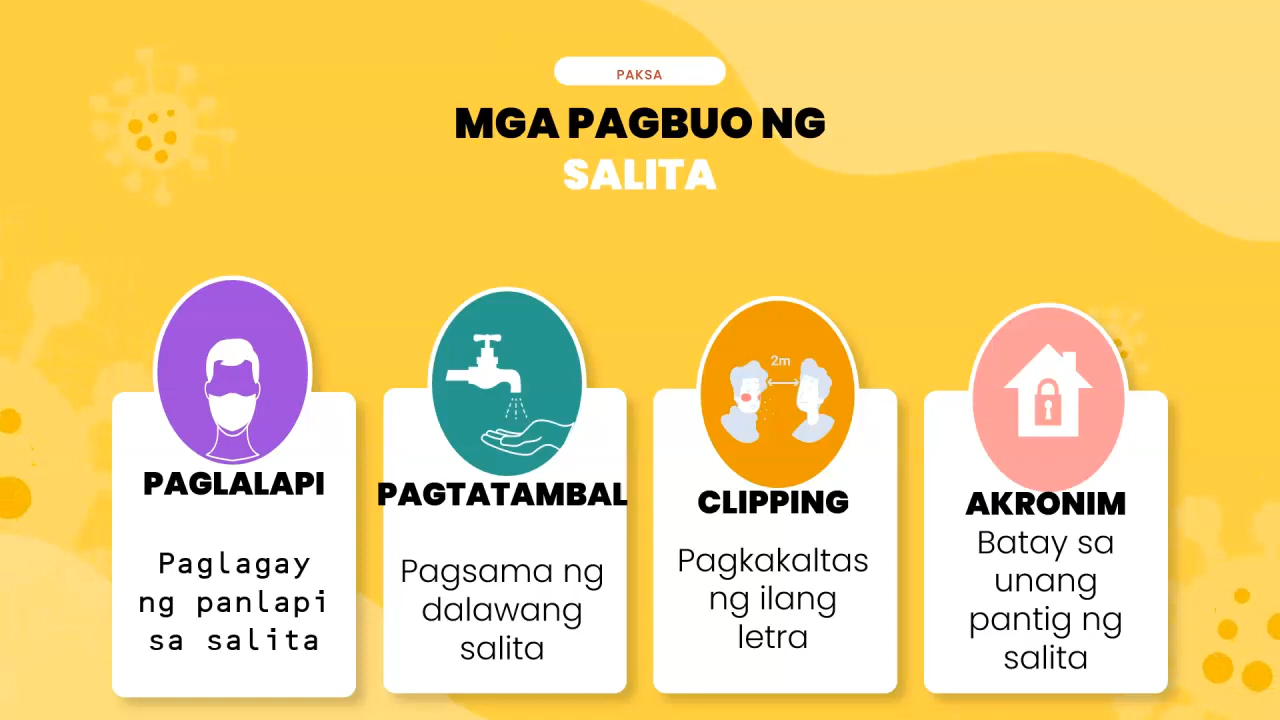 PAKSA
MGA PAGBUO NG
SALITA
PAGLALAPI
Paglagay
ng panlapi
sa salita
PAGTATAMBAL
Pagsama ng
dalawang
salita
2m
CLIPPING
Pagkakaltas
ng ilang
letra
AKRONIM
Batay sa
unang
pantig ng
salita